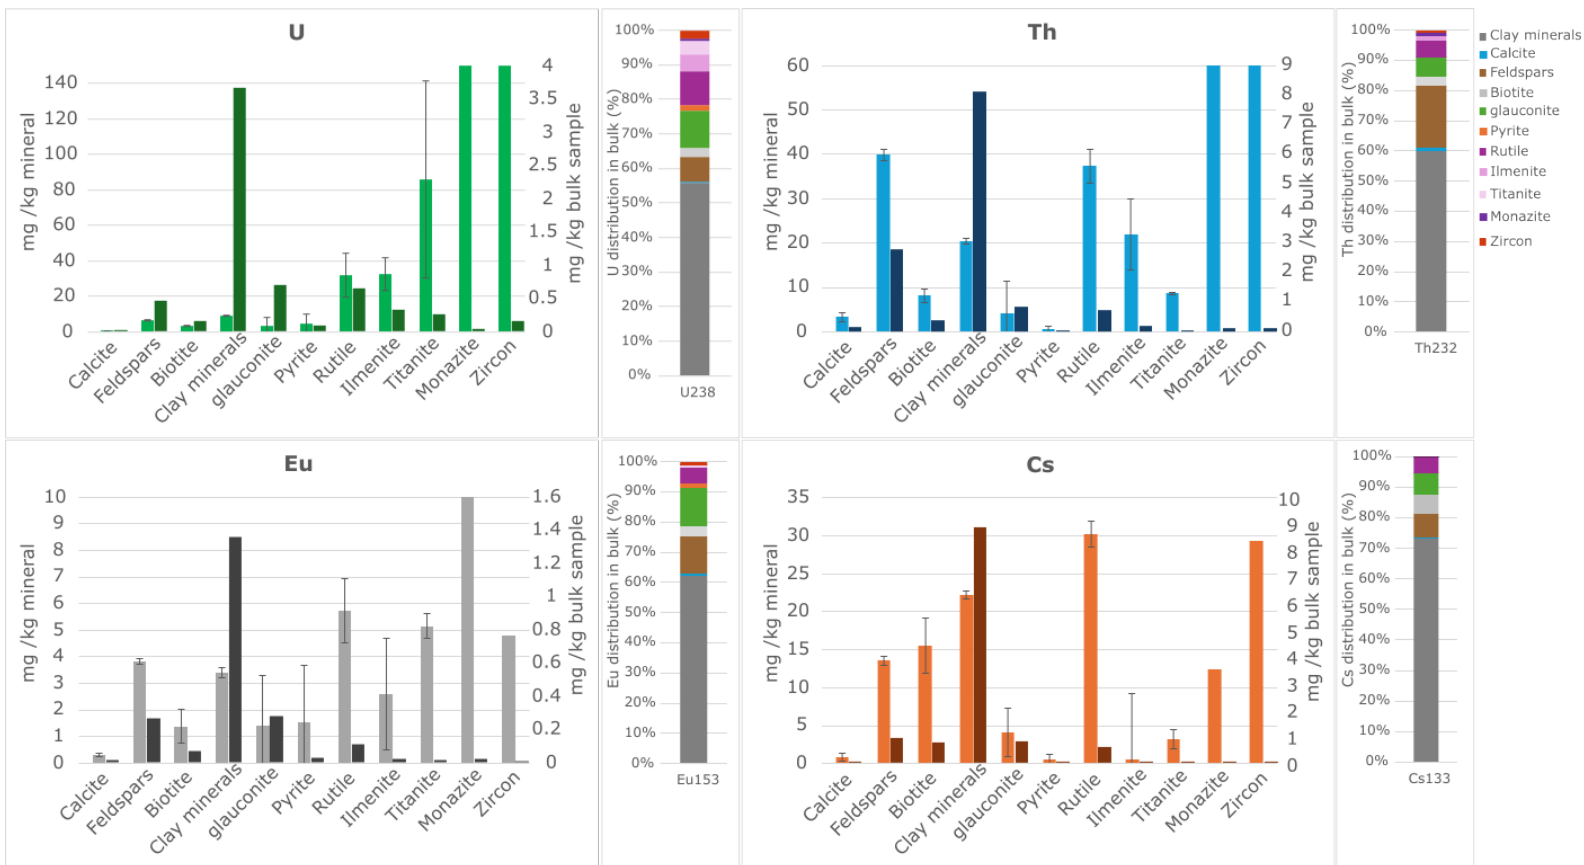 U
mg /kg mineral
140
120
100
80
60
40
20
0
4
3.5
3
2.5
2
1.5
1
0.5
0
mg /kg bulk sample
Calcite
Feldspars
Biotite
Clay minerals
glauconite
Pyrite
Rutile
Ilmenite
Titanite
Monazite
Zircon
U distribution in bulk (%)
100%
90%
80%
70%
60%
50%
40%
30%
20%
10%
0%
U238
Th
mg /kg mineral
60
50
40
30
20
10
0
9
8
7
6
5
4
3
2
1
0
mg /kg bulk sample
Calcite
Feldspars
Biotite
Clay minerals
glauconite
Pyrite
Rutile
Ilmenite
Titanite
Monazite
Zircon
Th distribution in bulk (%)
100%
90%
80%
70%
60%
50%
40%
30%
20%
10%
0%
Th232
Clay minerals
Calcite
Feldspars
Biotite
glauconite
Pyrite
Rutile
Ilmenite
Titanite
Monazite
Zircon
Eu
mg /kg mineral
10
9
8
7
6
5
4
3
2
1
0
1.6
1.4
1.2
1
0.8
0.6
0.4
0.2
0
mg /kg bulk sample
Calcite
Feldspars
Biotite
Clay minerals
glauconite
Pyrite
Rutile
Ilmenite
Titanite
Monazite
Zircon
Eu distribution in bulk (%)
100%
90%
80%
70%
60%
50%
40%
30%
20%
10%
0%
Eu153
Cs
mg /kg mineral
35
30
25
20
15
10
5
0
10
9
8
7
6
5
4
3
2
1
0
mg /kg bulk sample
Calcite
Feldspars
Biotite
Clay minerals
glauconite
Pyrite
Rutile
Ilmenite
Titanite
Monazite
Zircon
Cs distribution in bulk (%)
100%
90%
80%
70%
60%
50%
40%
30%
20%
10%
0%
Cs133